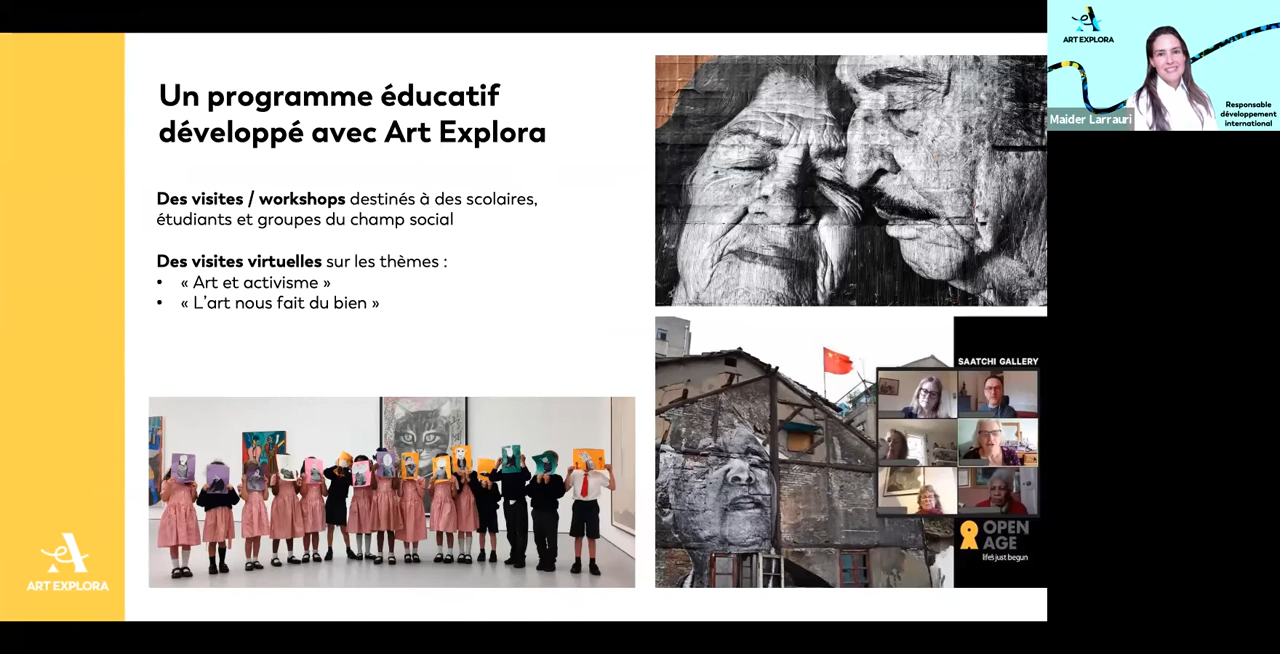 Un programme éducatif
développé avec Art Explora
Des visites / workshops destinés à des scolaires,
étudiants et groupes du champ social
Des visites virtuelles sur les thèmes :
• « Art et activisme »
• « L’art nous fait du bien »
ART EXPLORA
SAATCHI GALLERY
OPEN
AGE
life's just begun
ART EXPLORA
Maider Larrauri
Responsable
développement
international